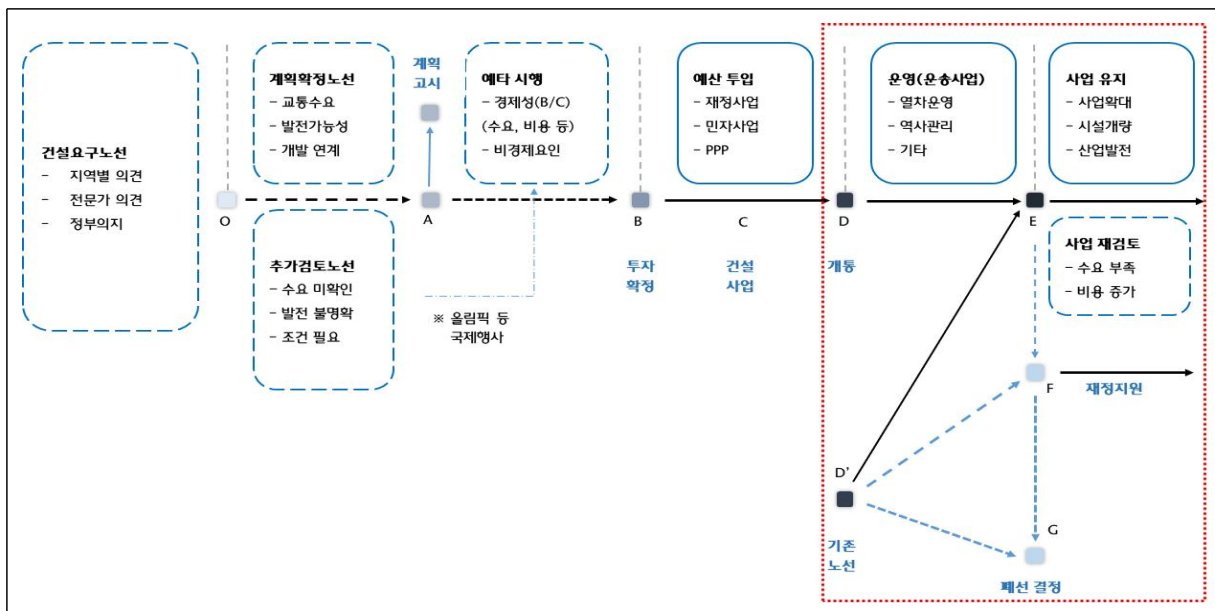 건설요구노선
- 지역별 의견
- 전문가 의견
- 정부의지
O
계획확정노선
- 교통수요
- 발전가능성
- 개발 연계
추가검토노선
- 수요 미확인
- 발전 불명확
- 조건 필요
계획
고시
A
예타 시행
- 경제성(B/C)
(수요, 비용 등)
- 비경제요인
※ 올림픽 등
국제행사
B
투자
확정
예산 투입
- 재정사업
- 민자사업
- PPP
C
건설
사업
D
개통
운영(운송사업)
- 열차운영
- 역사관리
- 기타
E
사업 유지
- 사업확대
- 시설개량
- 산업발전
사업 재검토
- 수요 부족
- 비용 증가
F
재정지원
D'
기존
노선
G
폐선 결정